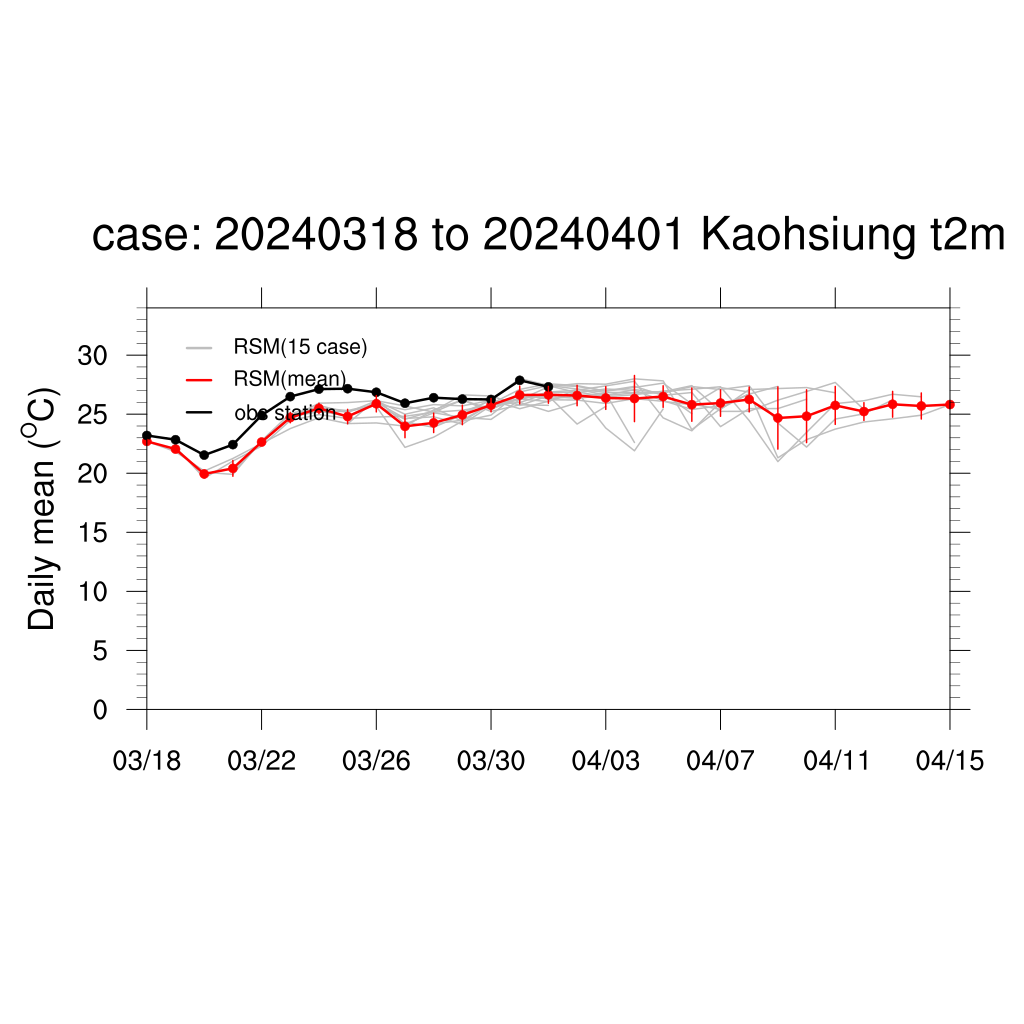 case: 20240318 to 20240401 Kaohsiung t2m
RSM(15 case)
RSM(mean)
obs station
Daily mean (°C)
30
25
20
15
10
5
0
03/18 03/22 03/26 03/30 04/03 04/07 04/11 04/15